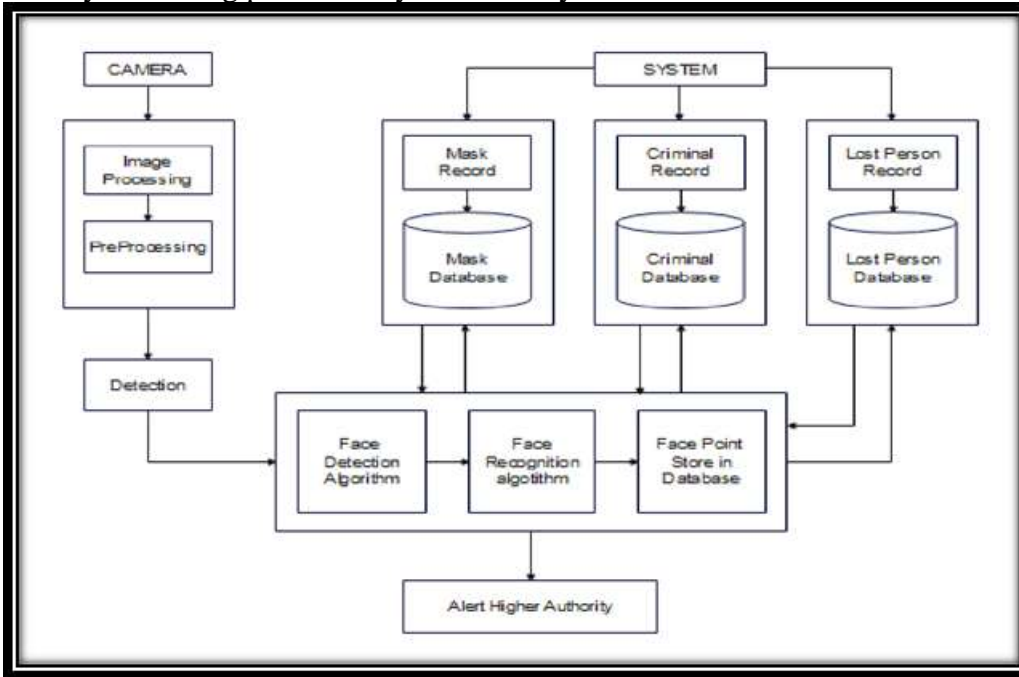 CAMERA
SYSTEM
Image
Processing
PreProcessing
Mask
Record
Mask
Database
Criminal
Record
Criminal
Database
Lost Person
Record
Lost Person
Database
Detection
Face
Detection
Algorithm
Face
Recognition
algotithm
Face Point
Store in
Database
Alert Higher Authority